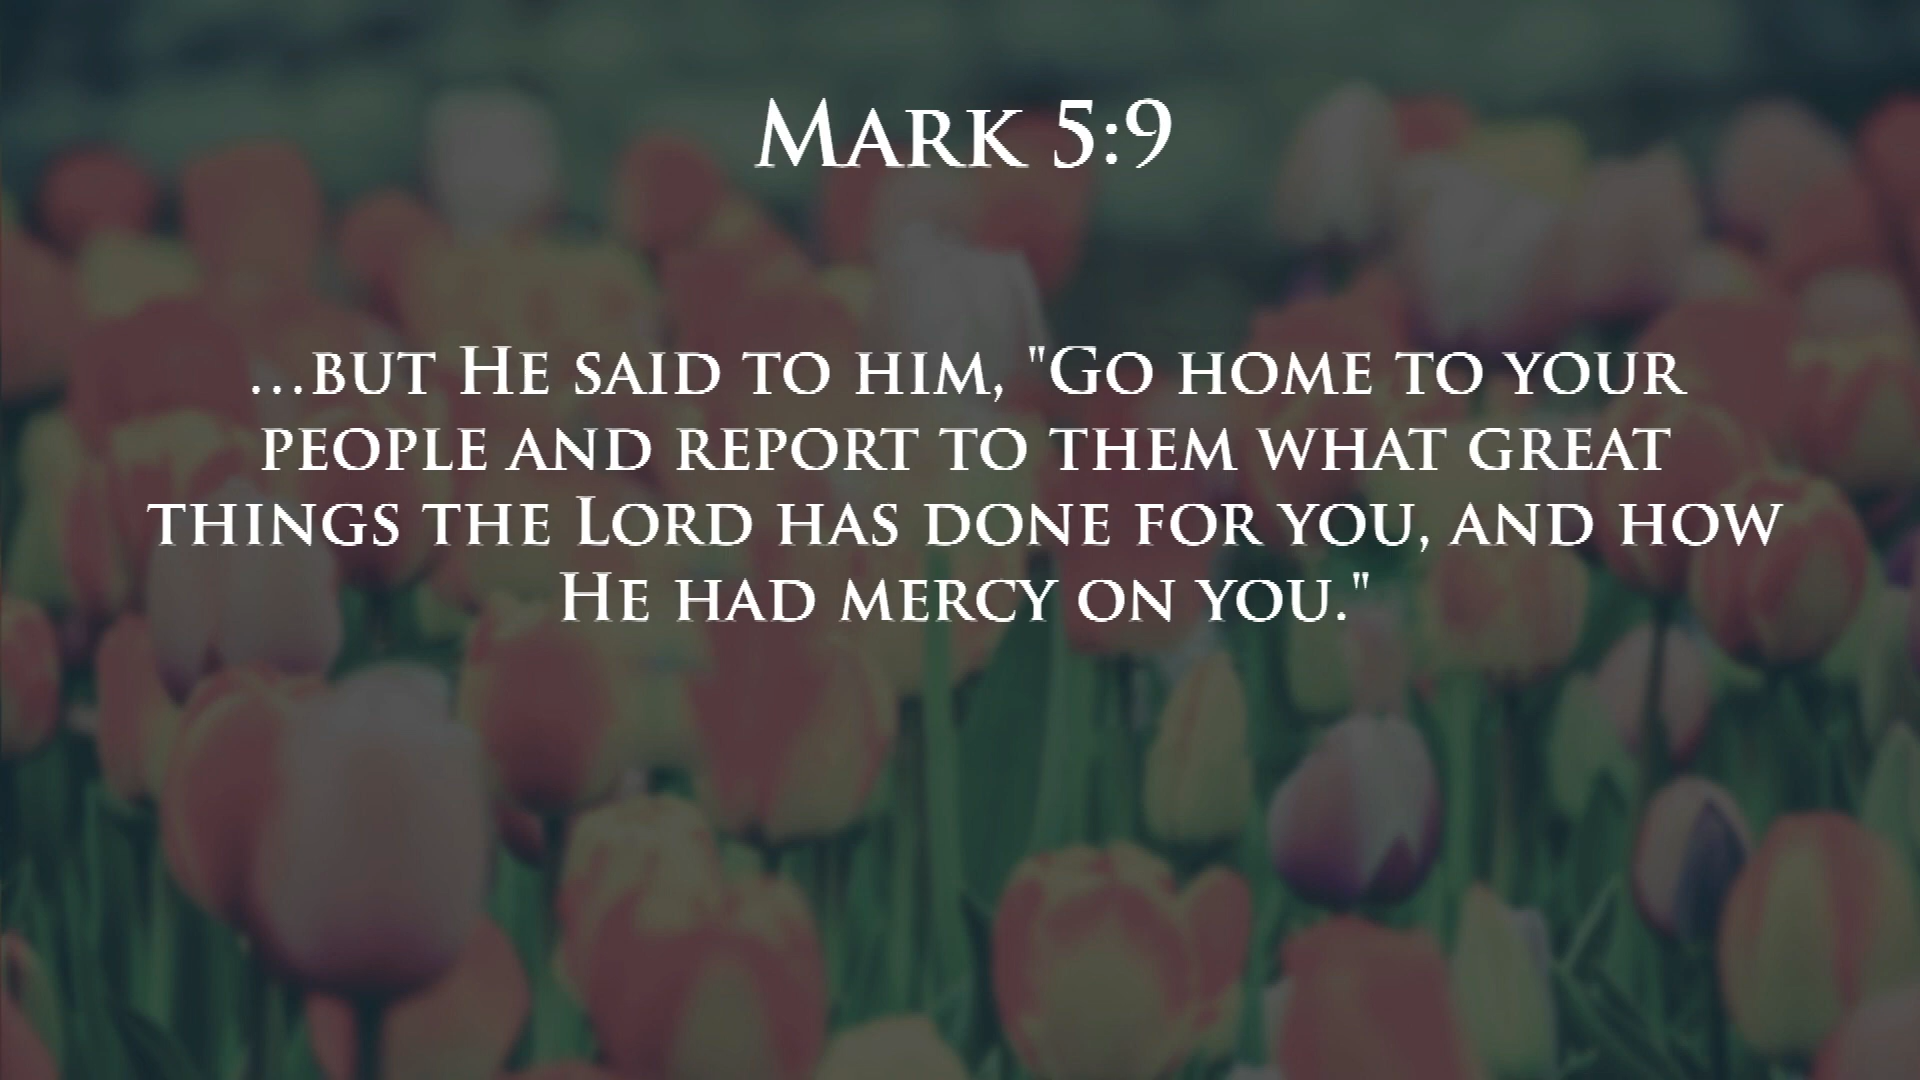 Mark 5:9
...but He said to him, "Go home to your
people and report to them what great
things the Lord has done for you, and how
He had mercy on you."